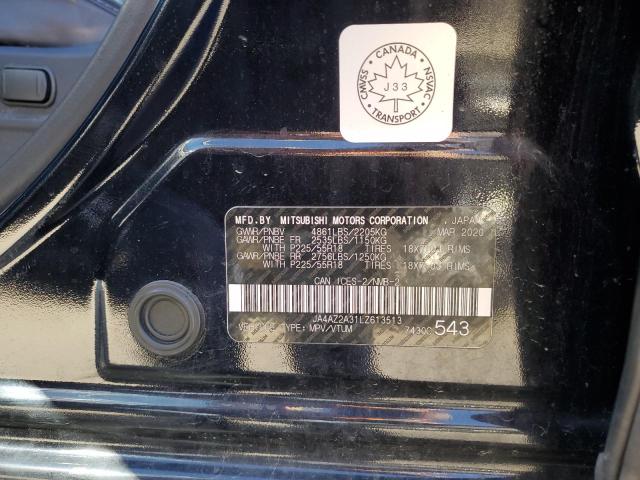 CANADA
CMVSS
NSVAC
J33
TRANSPORT
MFD.BY MITSUBISHI MOTORS CORPORATION JAPAN
GWVR/PNBV 4861LBS/2205KG MAR.2020
GAWR/PNBE FR 2535LBS/1150KG
WITH P225/55R18 TIRES RIMS
GAWR/PNBE RR 2756LBS/1250KG
WITH P225/55R18 TIRES RIMS
CAN ICES-2/NMB-2
JA4AZ2A31LZ613513
VEHICLE TYPE: MPV/VTUM 74300 543